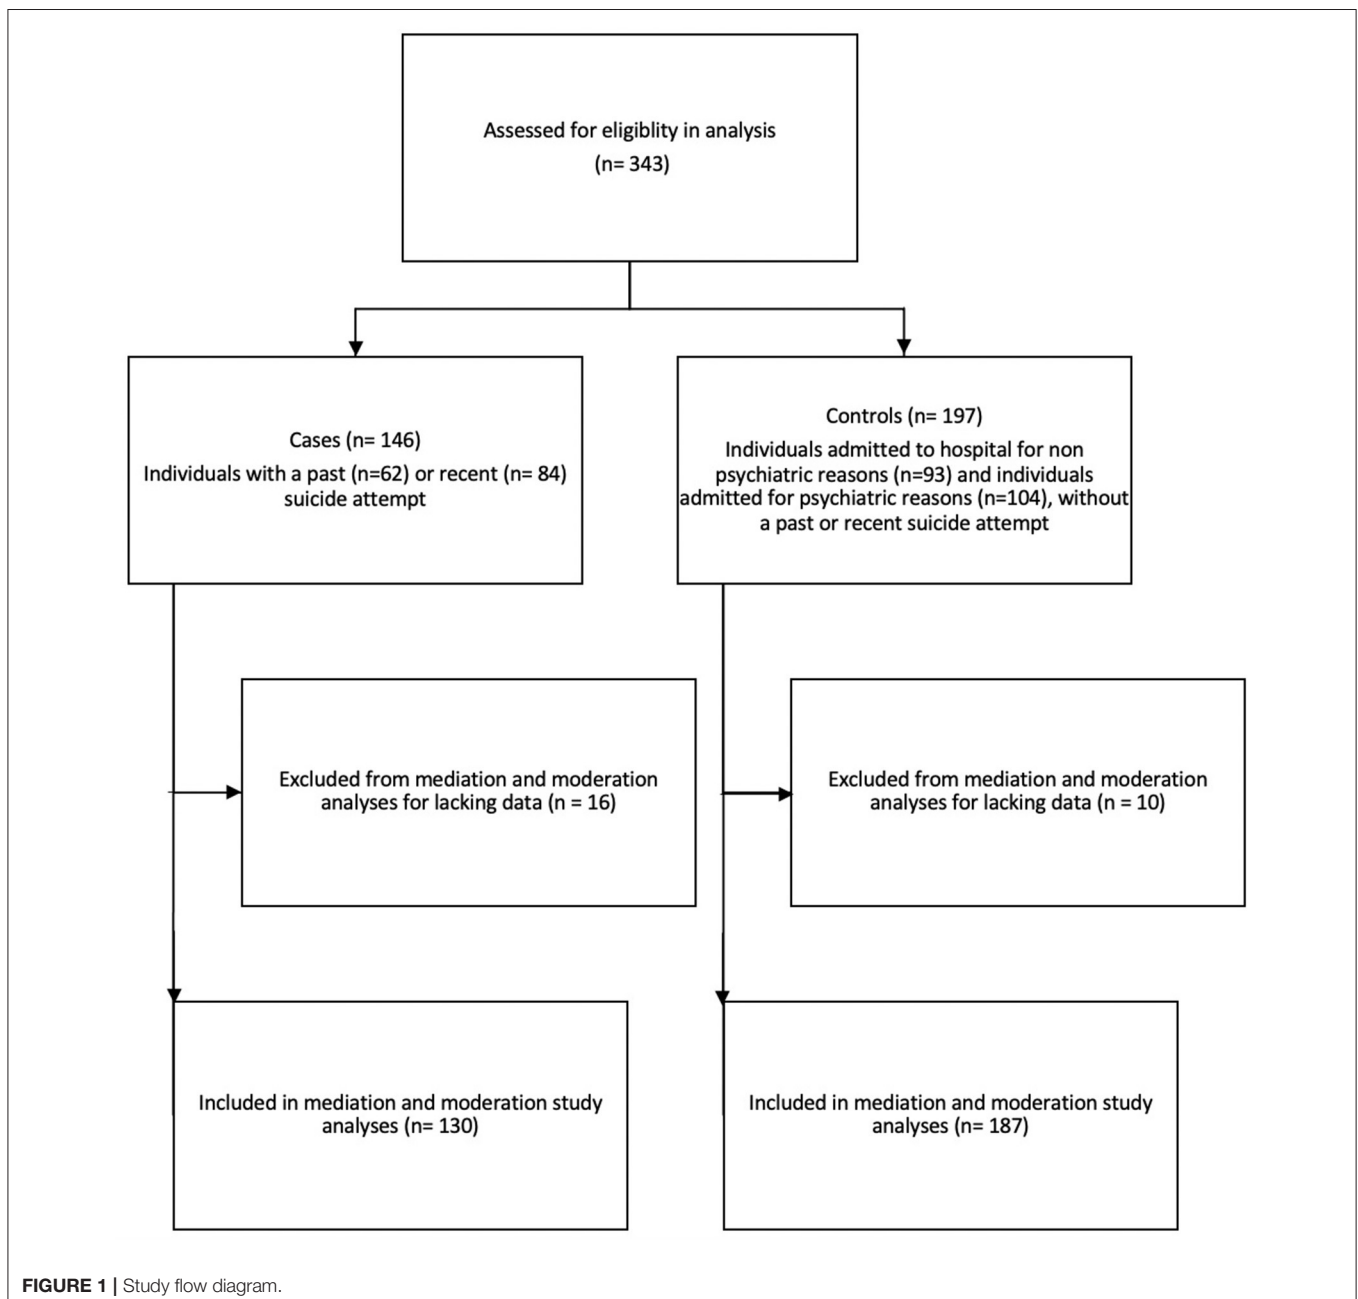 Assessed for eligiblity in analysis
(n= 343)
Cases (n= 146)
Individuals with a past (n=62) or recent (n= 84)
suicide attempt
Controls (n= 197)
Individuals admitted to hospital for non
psychiatric reasons (n=93) and individuals
admitted for psychiatric reasons (n=104), without
a past or recent suicide attempt
Excluded from mediation and moderation
analyses for lacking data (n = 16)
Excluded from mediation and moderation
analyses for lacking data (n = 10)
Included in mediation and moderation study
analyses (n= 130)
Included in mediation and moderation study
analyses (n= 187)
FIGURE 1 | Study flow diagram.